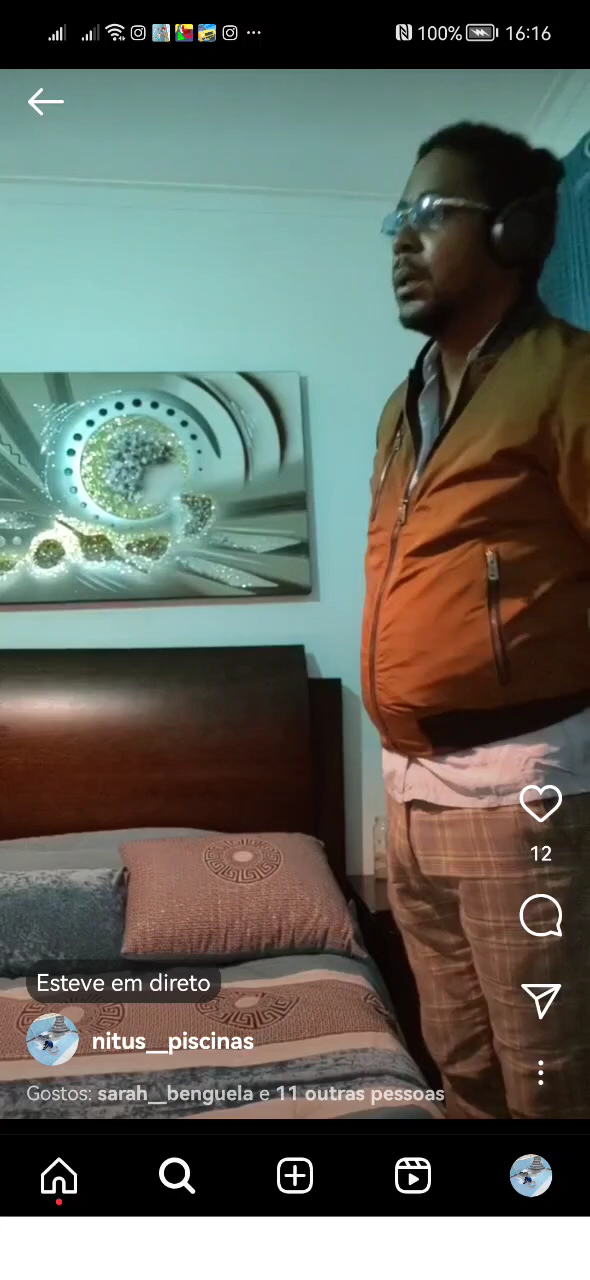 100% 16:16
12
Esteve em direto
nitus__piscinas
Gostos: sarah__benguela e 11 outras pessoas